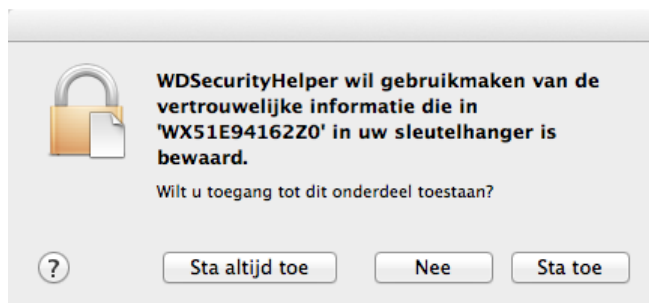 WDSecurityHelper wil gebruikmaken van de
vertrouwelijke informatie die in
'WX51E94162Z0' in uw sleutelhanger is
bewaard.
Wilt u toegang tot dit onderdeel toestaan?
? Sta altijd toe Nee Sta toe